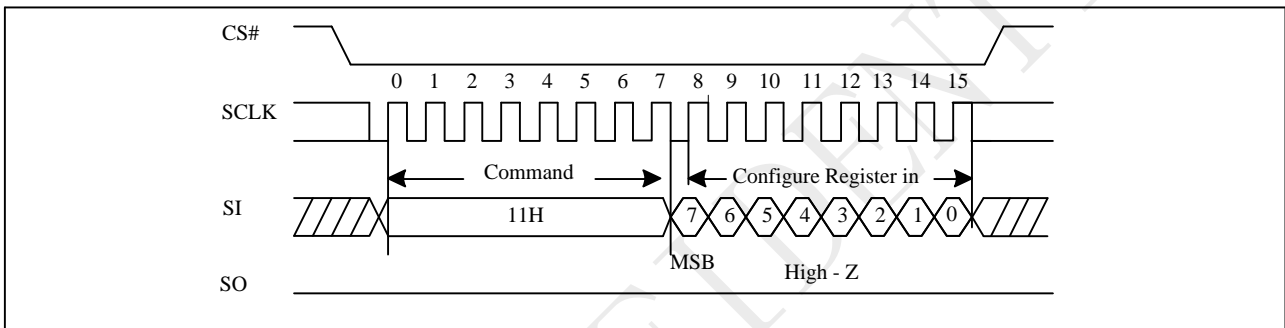 CS#
0 1 2 3 4 5 6 7 8 9 10 11 12 13 14 15
SCLK
Command Configure Register in
SI 11H 7 6 5 4 3 2 1 0
MSB High - Z
SO